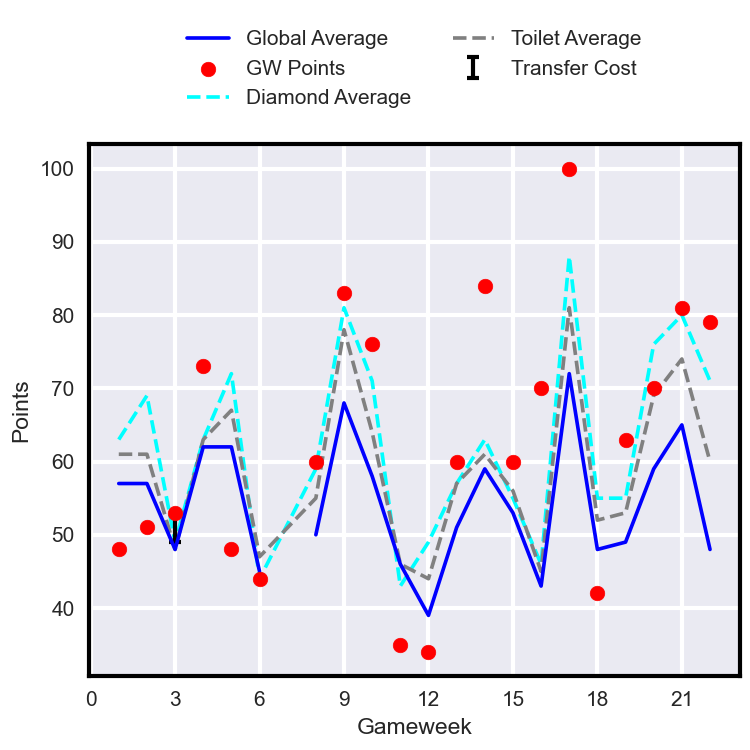 Global Average
GW Points
Diamond Average
Toilet Average
Transfer Cost
100
90
80
70
60
50
40
Points
0 3 6 9 12 15 18 21
Gameweek